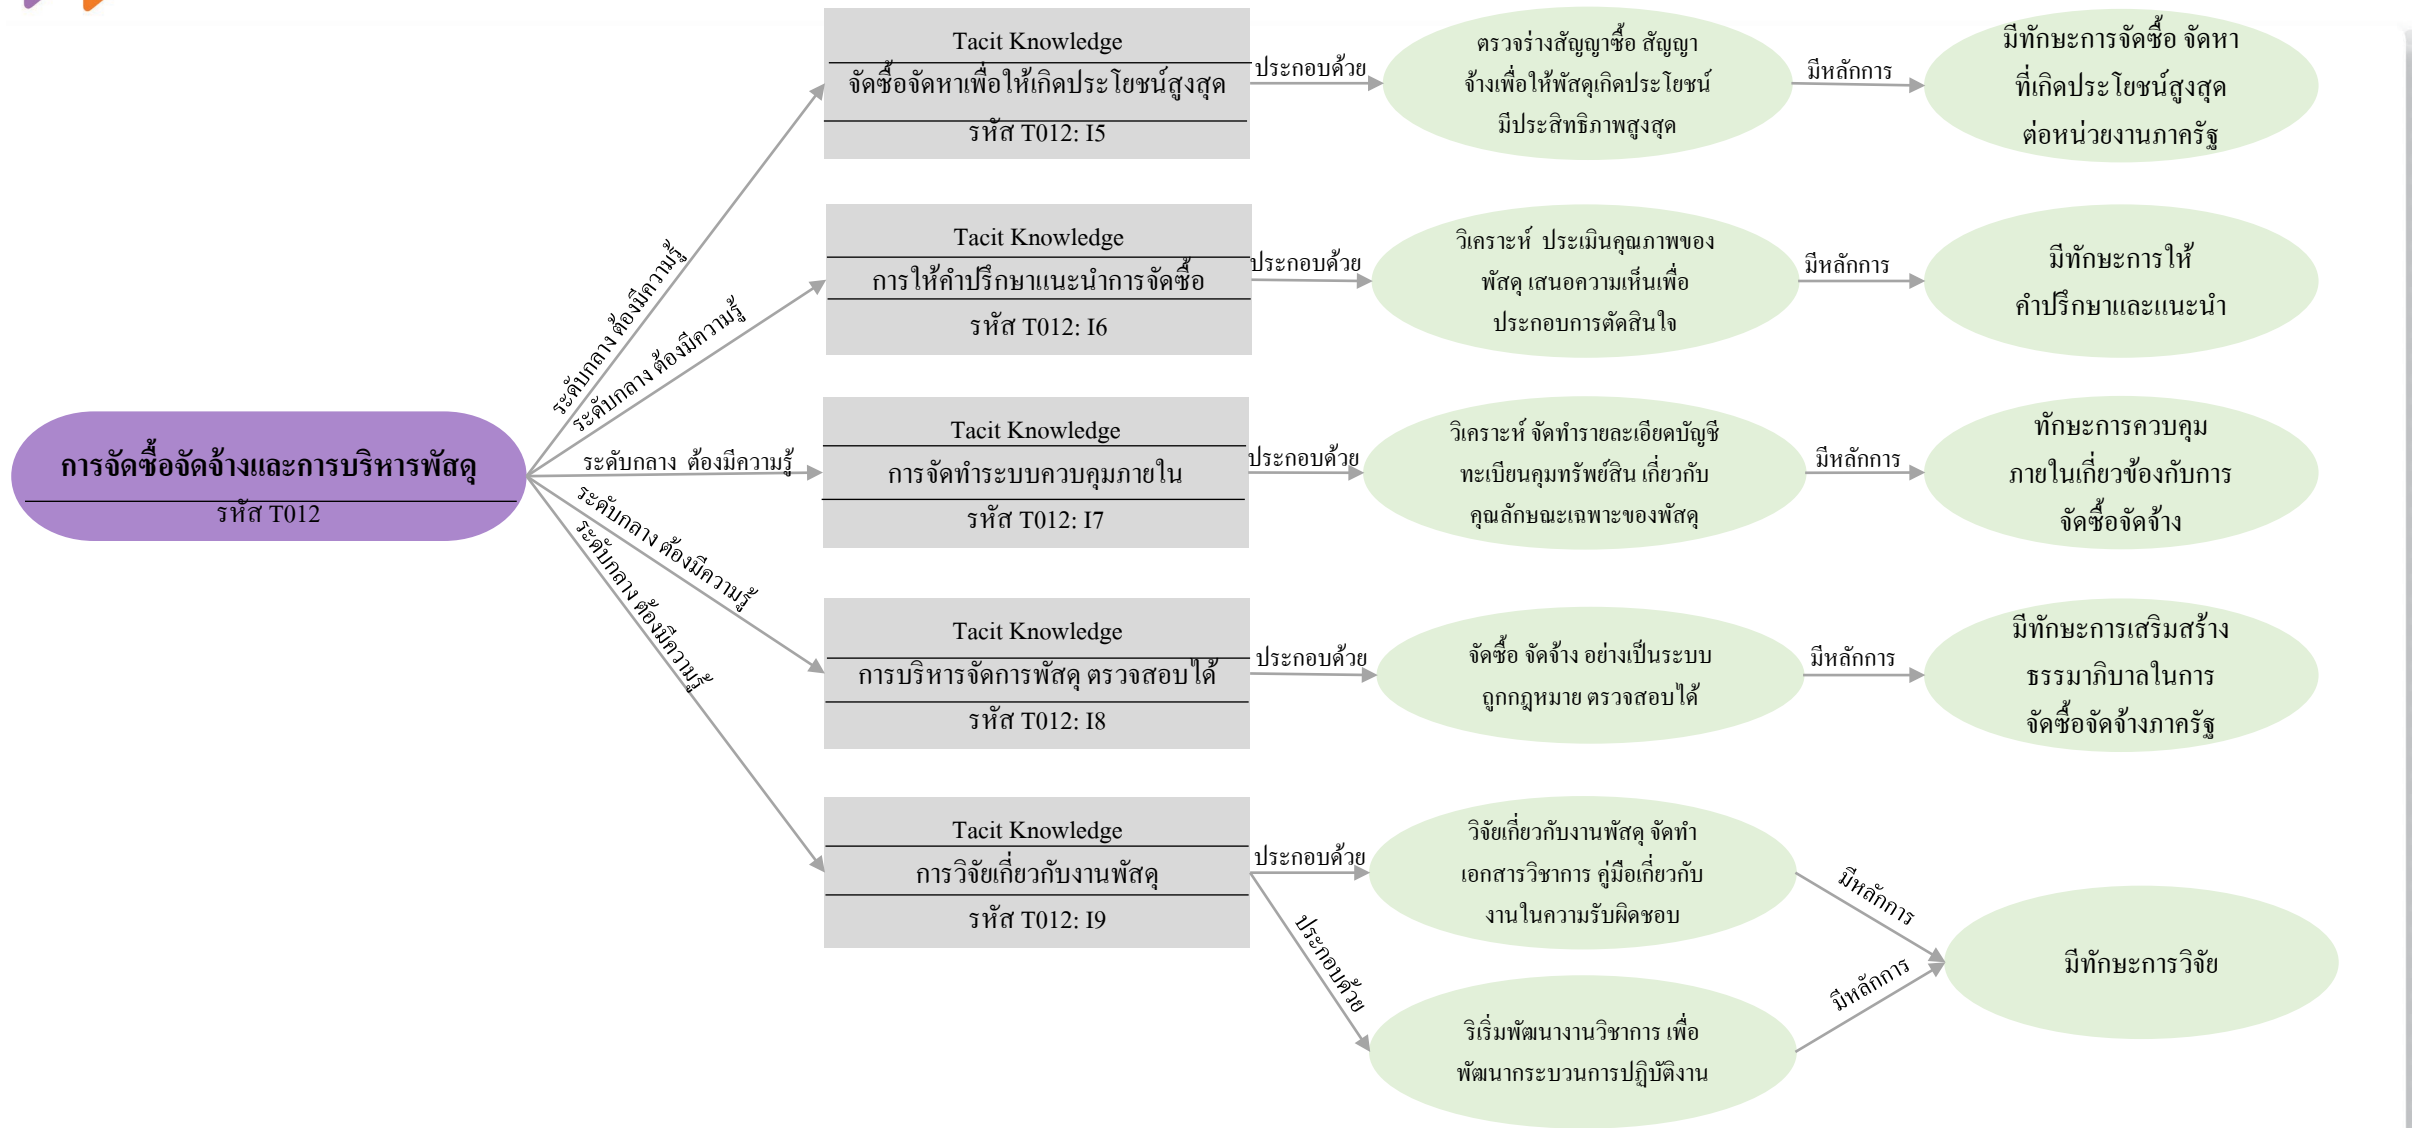 การจัดซื้อจัดจ้างและการบริหารพัสดุ
รหัส T012
ระดับกลาง ต้องมีความรู้
Tacit Knowledge
จัดซื้อจัดหาเพื่อให้เกิดประโยชน์สูงสุด
รหัส T012: I5
ประกอบด้วย
ตรวจร่างสัญญาซื้อ สัญญา
จ้างเพื่อให้พัสดุเกิดประโยชน์
มีประสิทธิภาพสูงสุด
มีหลักการ
มีทักษะการจัดซื้อ จัดหา
ที่เกิดประโยชน์สูงสุด
ต่อหน่วยงานภาครัฐ
ระดับกลาง ต้องมีความรู้
Tacit Knowledge
การให้คำปรึกษาแนะนำการจัดซื้อ
รหัส T012: I6
ประกอบด้วย
วิเคราะห์ ประเมินคุณภาพของ
พัสดุ เสนอความเห็นเพื่อ
ประกอบการตัดสินใจ
มีหลักการ
มีทักษะการให้
คำปรึกษาและแนะนำ
ระดับกลาง ต้องมีความรู้
Tacit Knowledge
การจัดทำระบบควบคุมภายใน
รหัส T012: I7
ประกอบด้วย
วิเคราะห์ จัดทำรายละเอียดบัญชี
ทะเบียนคุมทรัพย์สิน เกี่ยวกับ
คุณลักษณะเฉพาะของพัสดุ
มีหลักการ
ทักษะการควบคุม
ภายในเกี่ยวข้องกับการ
จัดซื้อจัดจ้าง
ระดับกลาง ต้องมีความรู้
Tacit Knowledge
การบริหารจัดการพัสดุ ตรวจสอบได้
รหัส T012: I8
ประกอบด้วย
จัดซื้อ จัดจ้าง อย่างเป็นระบบ
ถูกกฎหมาย ตรวจสอบได้
มีหลักการ
มีทักษะการเสริมสร้าง
ธรรมาภิบาลในการ
จัดซื้อจัดจ้างภาครัฐ
ระดับกลาง ต้องมีความรู้
Tacit Knowledge
การวิจัยเกี่ยวกับงานพัสดุ
รหัส T012: I9
ประกอบด้วย
วิจัยเกี่ยวกับงานพัสดุ จัดทำ
เอกสารวิชาการ คู่มือเกี่ยวกับ
งานในความรับผิดชอบ
มีหลักการ
ประกอบด้วย
ริเริ่มพัฒนางานวิชาการ เพื่อ
พัฒนากระบวนการปฏิบัติงาน
มีหลักการ
มีทักษะการวิจัย